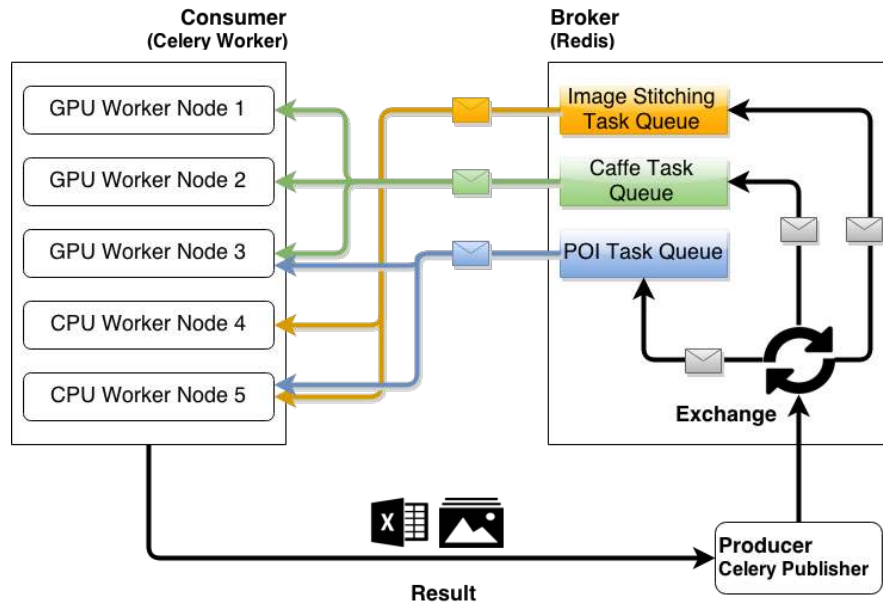 Consumer
(Celery Worker)
GPU Worker Node 1
GPU Worker Node 2
GPU Worker Node 3
CPU Worker Node 4
CPU Worker Node 5
Broker
(Redis)
Image Stitching
Task Queue
Caffe Task
Queue
POI Task Queue
Exchange
X
Producer
Celery Publisher
Result